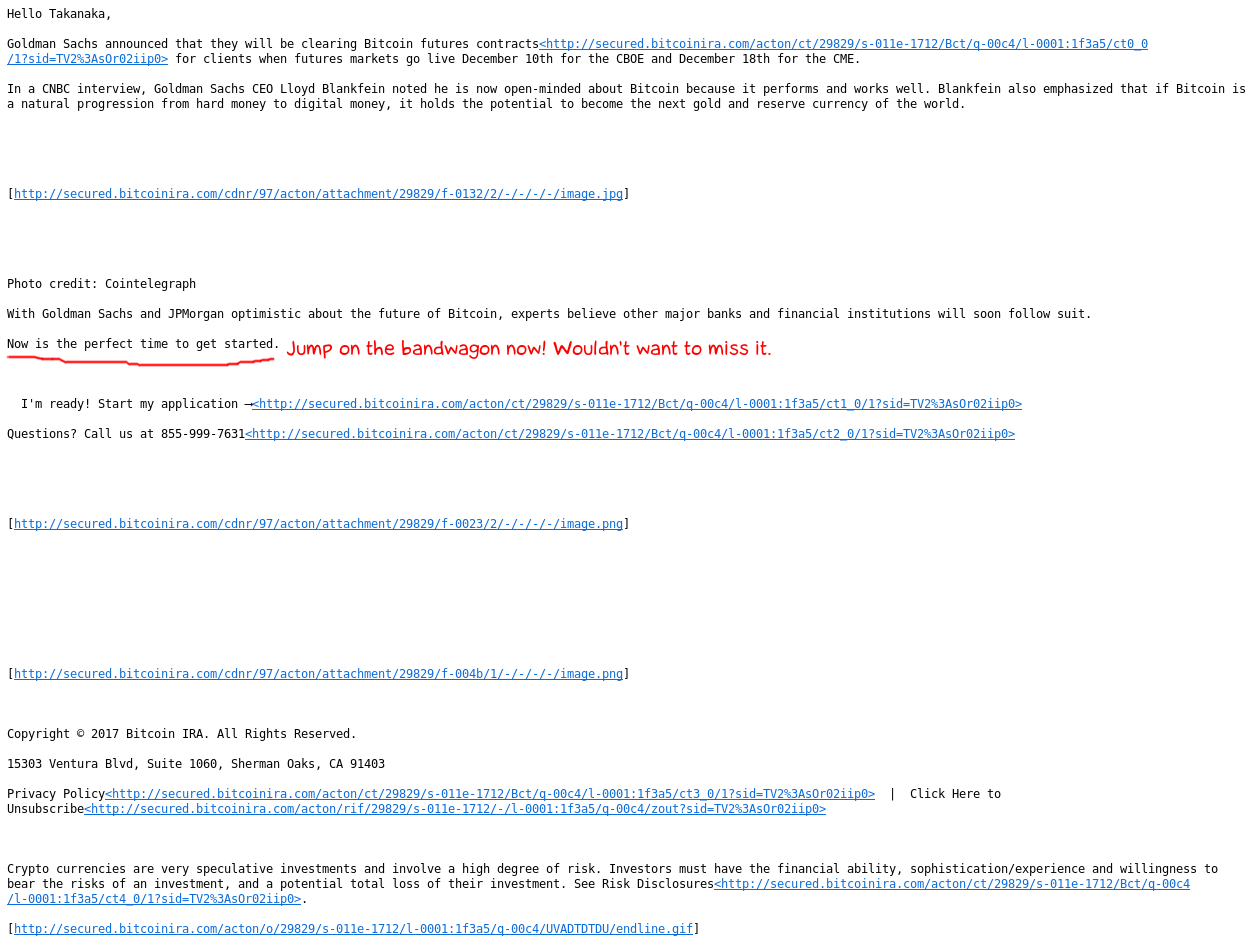 Hello Takanaka,
Goldman Sachs announced that they will be clearing Bitcoin futures contracts<http://secured.bitcoinira.com/acton/ct/29829/s-011e-1712/Bct/q-00c4/l-0001:1f3a5/ct0_0
/1?sid=TV2%3AsOr02iip0> for clients when futures markets go live December 10th for the CBOE and December 18th for the CME.
In a CNBC interview, Goldman Sachs CEO Lloyd Blankfein noted he is now open-minded about Bitcoin because it performs and works well. Blankfein also emphasized that if Bitcoin is
a natural progression from hard money to digital money, it holds the potential to become the next gold and reserve currency of the world.
[http://secured.bitcoinira.com/cdnr/97/acton/attachment/29829/f-0132/2/-/-/-/-/image.jpg]
Photo credit: Cointelegraph
With Goldman Sachs and JPMorgan optimistic about the future of Bitcoin, experts believe other major banks and financial institutions will soon follow suit.
Now is the perfect time to get started. Jump on the bandwagon now! Wouldn't want to miss it.
I'm ready! Start my application →<http://secured.bitcoinira.com/acton/ct/29829/s-011e-1712/Bct/q-00c4/l-0001:1f3a5/ct1_0/1?sid=TV2%3AsOr02iip0>
Questions? Call us at 855-999-7631<http://secured.bitcoinira.com/acton/ct/29829/s-011e-1712/Bct/q-00c4/l-0001:1f3a5/ct2_0/1?sid=TV2%3AsOr02iip0>
[http://secured.bitcoinira.com/cdnr/97/acton/attachment/29829/f-0023/2/-/-/-/-/image.png]
[http://secured.bitcoinira.com/cdnr/97/acton/attachment/29829/f-004b/1/-/-/-/-/image.png]
Copyright © 2017 Bitcoin IRA. All Rights Reserved.
15303 Ventura Blvd, Suite 1060, Sherman Oaks, CA 91403
Privacy Policy<http://secured.bitcoinira.com/acton/ct/29829/s-011e-1712/Bct/q-00c4/l-0001:1f3a5/ct3_0/1?sid=TV2%3AsOr02iip0> | Click Here to
Unsubscribe<http://secured.bitcoinira.com/acton/rif/29829/s-011e-1712/-/l-0001:1f3a5/q-00c4/zout?sid=TV2%3AsOr02iip0>
Crypto currencies are very speculative investments and involve a high degree of risk. Investors must have the financial ability, sophistication/experience and willingness to
bear the risks of an investment, and a potential total loss of their investment. See Risk Disclosures<http://secured.bitcoinira.com/acton/ct/29829/s-011e-1712/Bct/q-00c4
/l-0001:1f3a5/ct4_0/1?sid=TV2%3AsOr02iip0>.
[http://secured.bitcoinira.com/acton/o/29829/s-011e-1712/l-0001:1f3a5/q-00c4/UVADTDTDU/endline.gif]